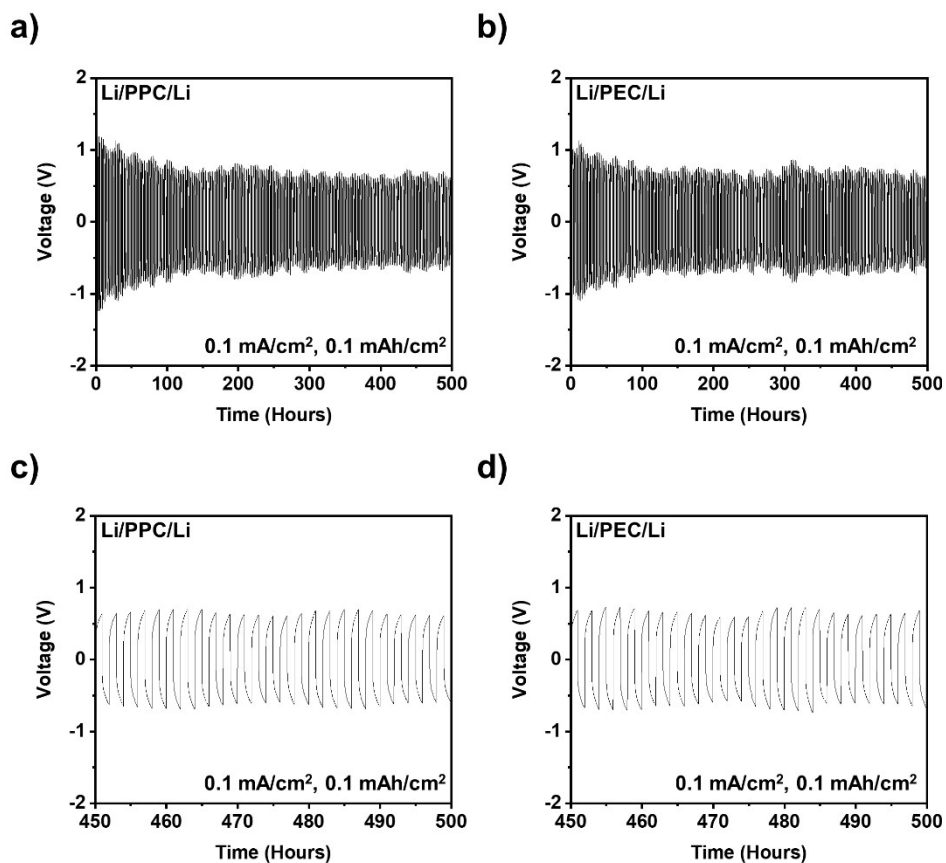 a)
Li/PPC/Li
2
1
0
-1
-2
Voltage (V)
0.1 mA/cm², 0.1 mAh/cm²
0 100 200 300 400 500
Time (Hours)
b)
Li/PEC/Li
2
1
0
-1
-2
Voltage (V)
0.1 mA/cm², 0.1 mAh/cm²
0 100 200 300 400 500
Time (Hours)
c)
Li/PPC/Li
2
1
0
-1
-2
Voltage (V)
0.1 mA/cm², 0.1 mAh/cm²
450 460 470 480 490 500
Time (Hours)
d)
Li/PEC/Li
2
1
0
-1
-2
Voltage (V)
0.1 mA/cm², 0.1 mAh/cm²
450 460 470 480 490 500
Time (Hours)